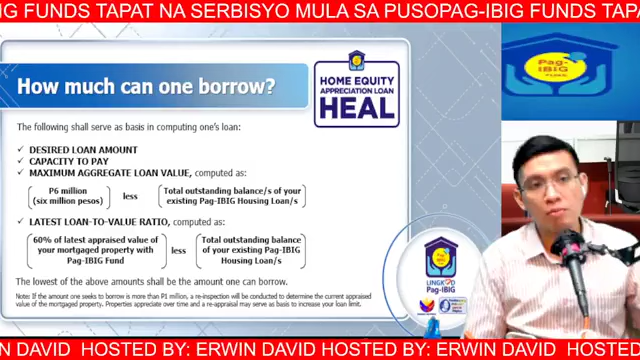 IG FUNDS TAPAT NA SERBISYO MULA SA PUSOPAG-IBIG FUNDS TAPA
How much can one borrow?
HOME EQUITY
APPRECIATION LOAN
HEAL
Pag-
IBIG
The following shall serve as basis in computing one's loan:
✓ DESIRED LOAN AMOUNT
✓ CAPACITY TO PAY
✓ MAXIMUM AGGREGATE LOAN VALUE, computed as:
P6 million
(six million pesos)
less
Total outstanding balance/s of your
existing Pag-IBIG Housing Loan/s
✓ LATEST LOAN-TO-VALUE RATIO, computed as:
60% of latest appraised value of
your mortgaged property with
Pag-IBIG Fund
less
Total outstanding balance
of your existing Pag-IBIG
Housing Loan/s
The lowest of the above amounts shall be the amount one can borrow.
Note: If the amount one seeks to borrow is more than P1 million, a re-inspection will be conducted to determine the current appraised
value of the mortgaged property. Properties appreciate over time and a re-appraisal may serve as basis to increase your loan limit.
LINGKOD
Pag-IBIG
N DAVID HOSTED BY: ERWIN DAVID HOSTED BY: ERWIN DAVID HOSTED